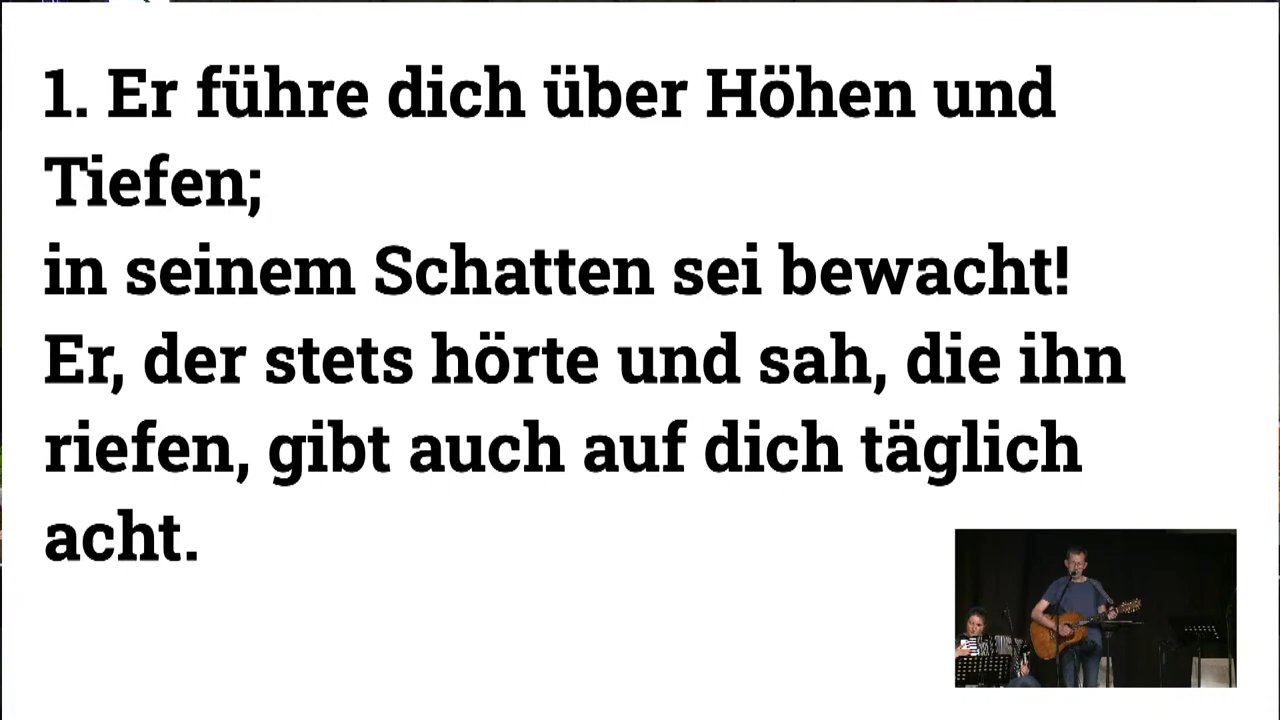 1. Er führe dich über Höhen und
Tiefen;
in seinem Schatten sei bewacht!
Er, der stets hörte und sah, die ihn
riefen, gibt auch auf dich täglich
acht.